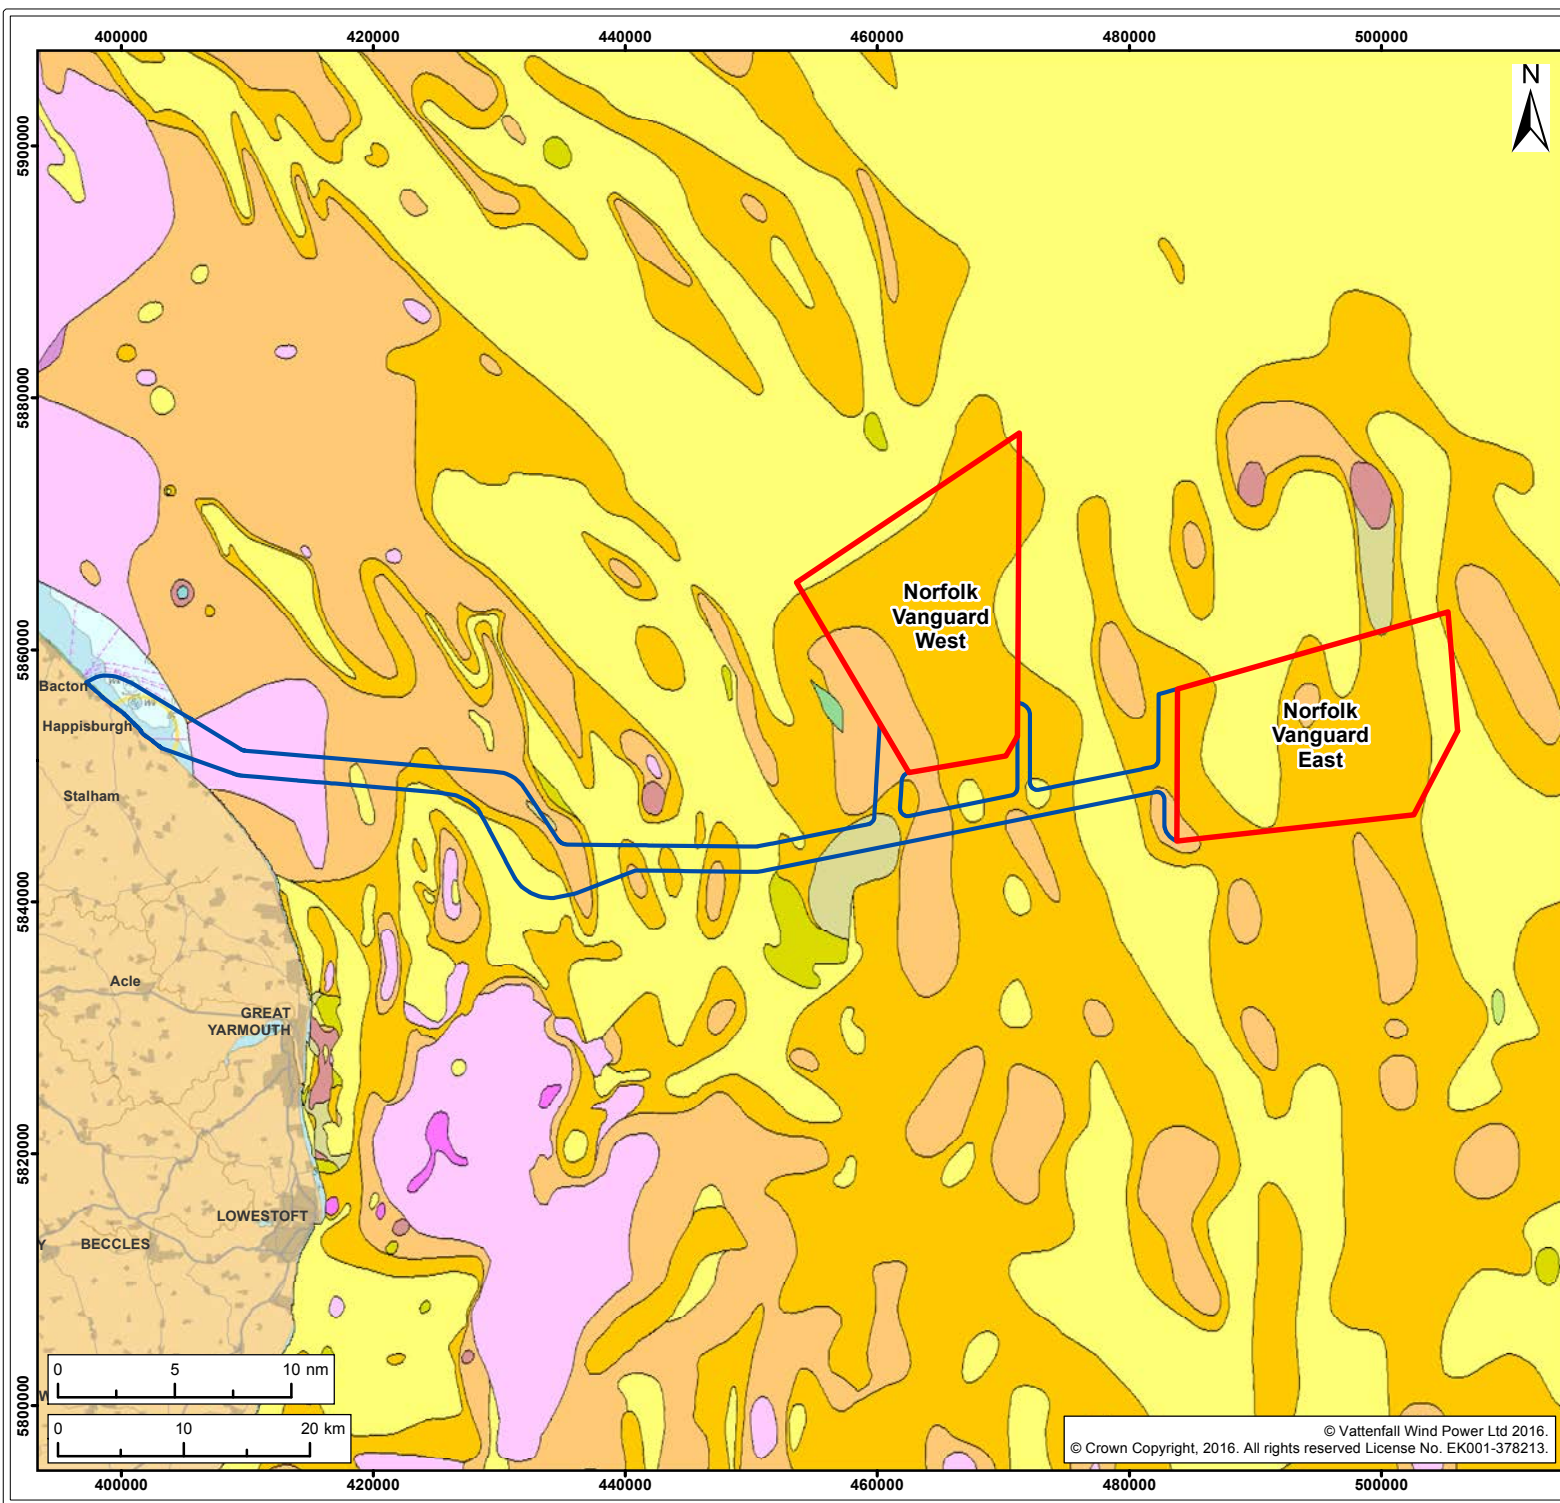 400000
420000
440000
460000
480000
500000
N
5900000
5880000
5860000
5840000
5820000
5800000
Norfolk
Vanguard
West
Norfolk
Vanguard
East
Bacton
Happisburgh
Stalham
Acle
GREAT
YARMOUTH
LOWESTOFT
BECCLES
Y
W
0 5 10 nm
0 10 20 km
© Vattenfall Wind Power Ltd 2016.
© Crown Copyright, 2016. All rights reserved License No. EK001-378213.
400000
420000
440000
460000
480000
500000